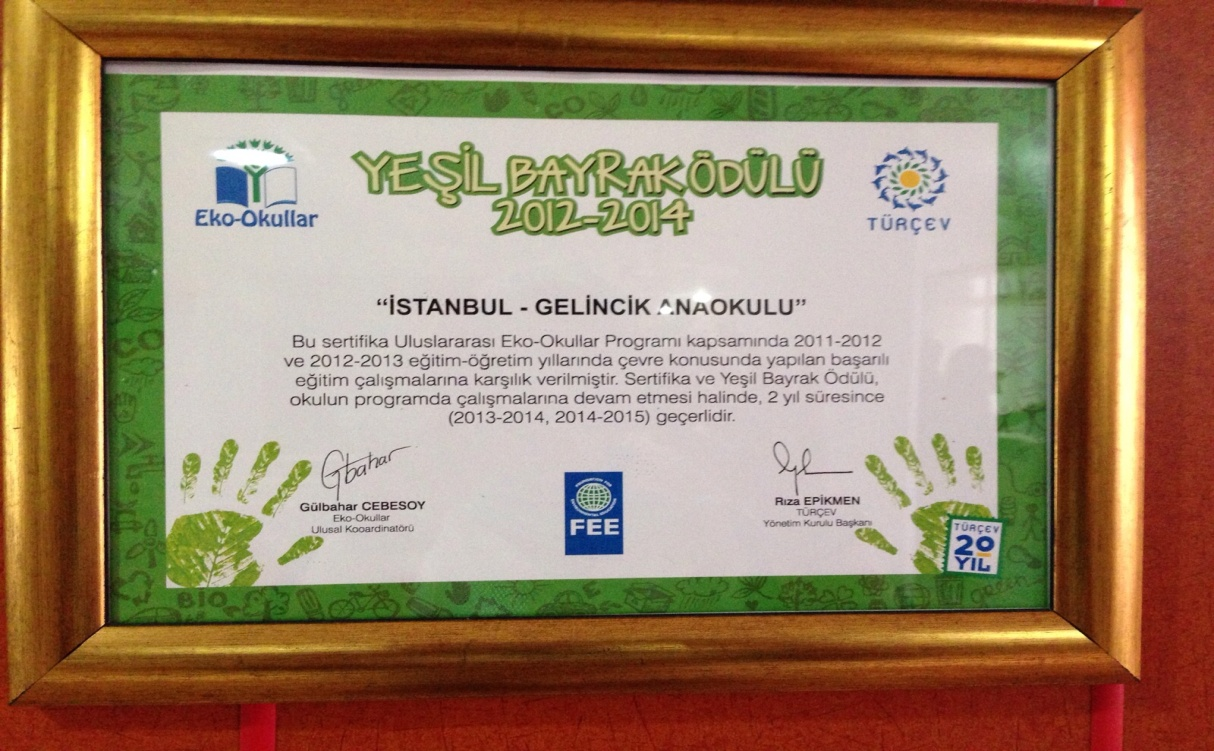 YEŞİL BAYRAK ÖDÜLÜ
2012-2014
Eko-Okullar
TÜRÇEV
“İSTANBUL - GELİNCİK ANAOKULU”
Bu sertifika Uluslararası Eko-Okullar Programı kapsamında 2011-2012
ve 2012-2013 eğitim-öğretim yıllarında çevre konusunda yapılan başarılı
eğitim çalışmalarına karşılık verilmiştir. Sertifika ve Yeşil Bayrak Ödülü,
okulun programda çalışmalarına devam etmesi halinde, 2 yıl süresince
(2013-2014, 2014-2015) geçerlidir.
Gbahar
Gülbahar CEBESOY
Eko-Okullar
Ulusal Kooardinatörü
FEE
Rıza EPİKMEN
TÜRÇEV
Yönetim Kurulu Başkanı
TÜRÇEV
20
YIL
BIO
green